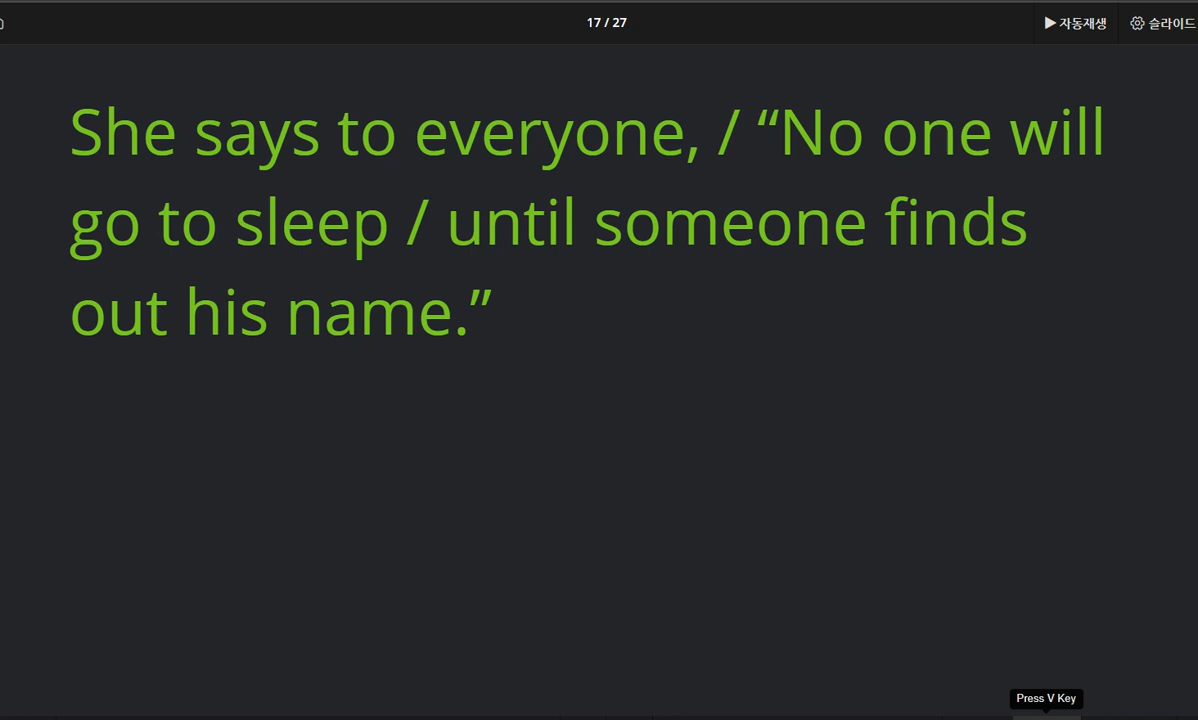 17 / 27
▶ 자동재생
슬라이드
She says to everyone, / “No one will
go to sleep / until someone finds
out his name.”
Press V Key